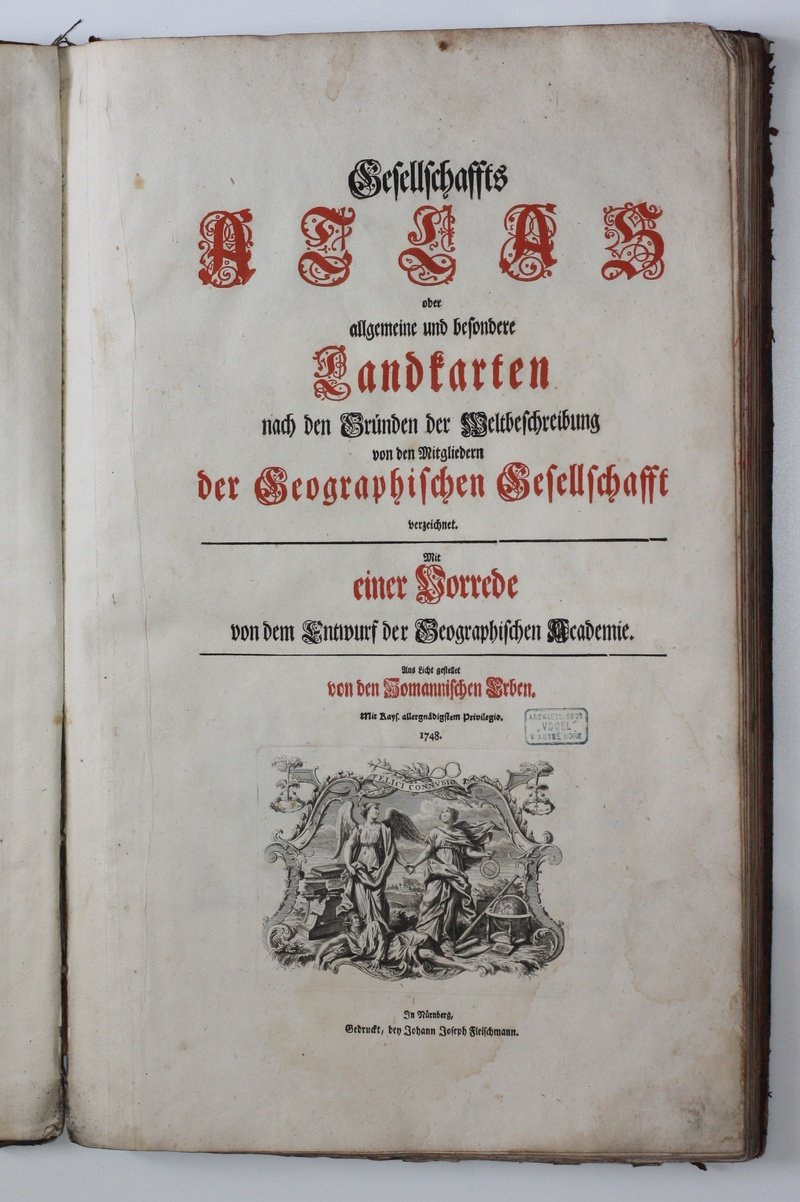 Gesellschaffts
ATLAS
oder
allgemeine und besondere
Landkarten
nach den Gründen der Weltbeschreibung
von den Mitgliedern
der Geographischen Gesellschafft
verzeichnet.
Mit
einer Vorrede
von dem Entwurf der Geographischen Academie.
Ans Licht gestellet
von den Homannischen Erben.
Mit Kays. allergnädigstem Privilegio.
1748.
"VOGEL"
FELICI CONNVBIO
In Nürnberg,
Gedruckt, bey Johann Joseph Fleischmann.